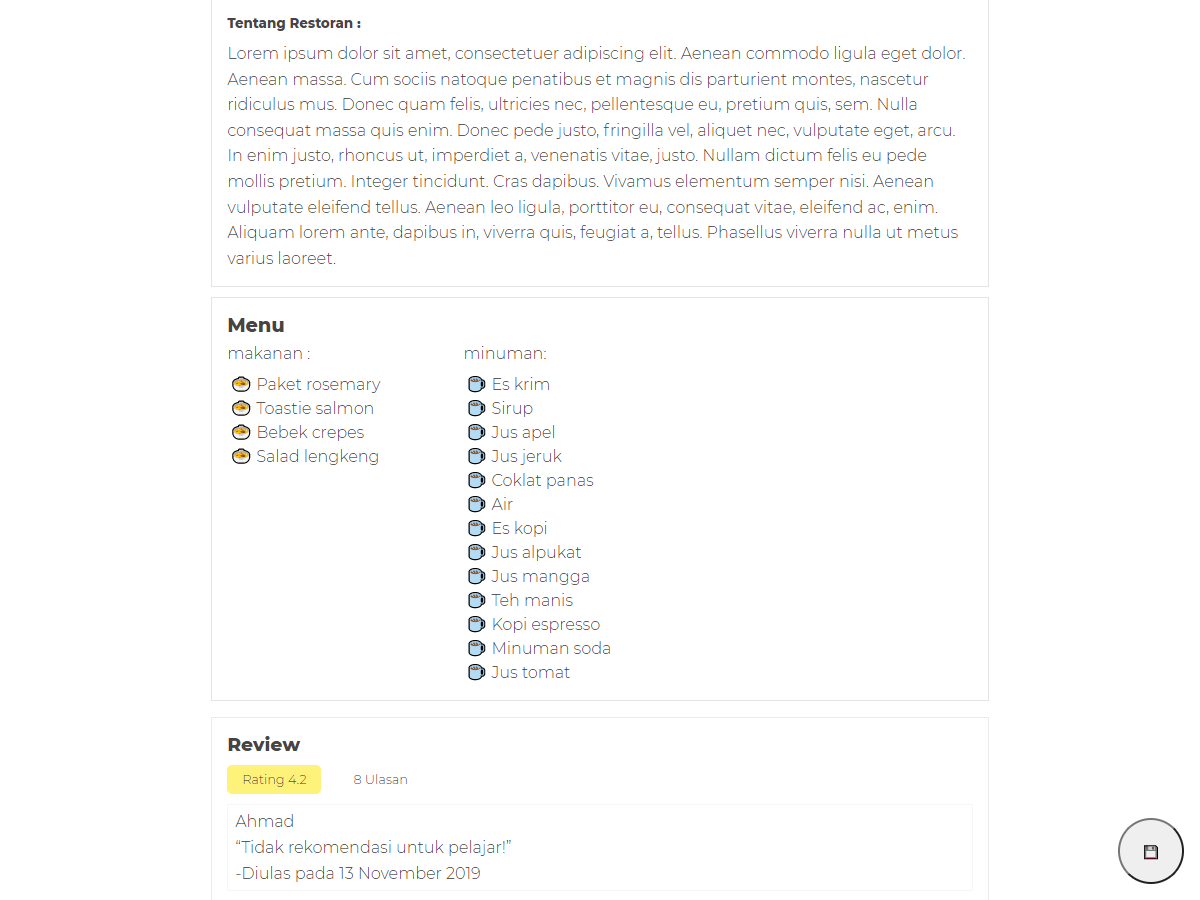 Tentang Restoran :
Lorem ipsum dolor sit amet, consectetuer adipiscing elit. Aenean commodo ligula eget dolor.
Aenean massa. Cum sociis natoque penatibus et magnis dis parturient montes, nascetur
ridiculus mus. Donec quam felis, ultricies nec, pellentesque eu, pretium quis, sem. Nulla
consequat massa quis enim. Donec pede justo, fringilla vel, aliquet nec, vulputate eget, arcu.
In enim justo, rhoncus ut, imperdiet a, venenatis vitae, justo. Nullam dictum felis eu pede
mollis pretium. Integer tincidunt. Cras dapibus. Vivamus elementum semper nisi. Aenean
vulputate eleifend tellus. Aenean leo ligula, porttitor eu, consequat vitae, eleifend ac, enim.
Aliquam lorem ante, dapibus in, viverra quis, feugiat a, tellus. Phasellus viverra nulla ut metus
varius laoreet.
Menu
makanan :
Paket rosemary
Toastie salmon
Bebek crepes
Salad lengkeng
minuman:
Es krim
Sirup
Jus apel
Jus jeruk
Coklat panas
Air
Es kopi
Jus alpukat
Jus mangga
Teh manis
Kopi espresso
Minuman soda
Jus tomat
Review
Rating 4.2
8 Ulasan
Ahmad
“Tidak rekomendasi untuk pelajar!”
-Diulas pada 13 November 2019